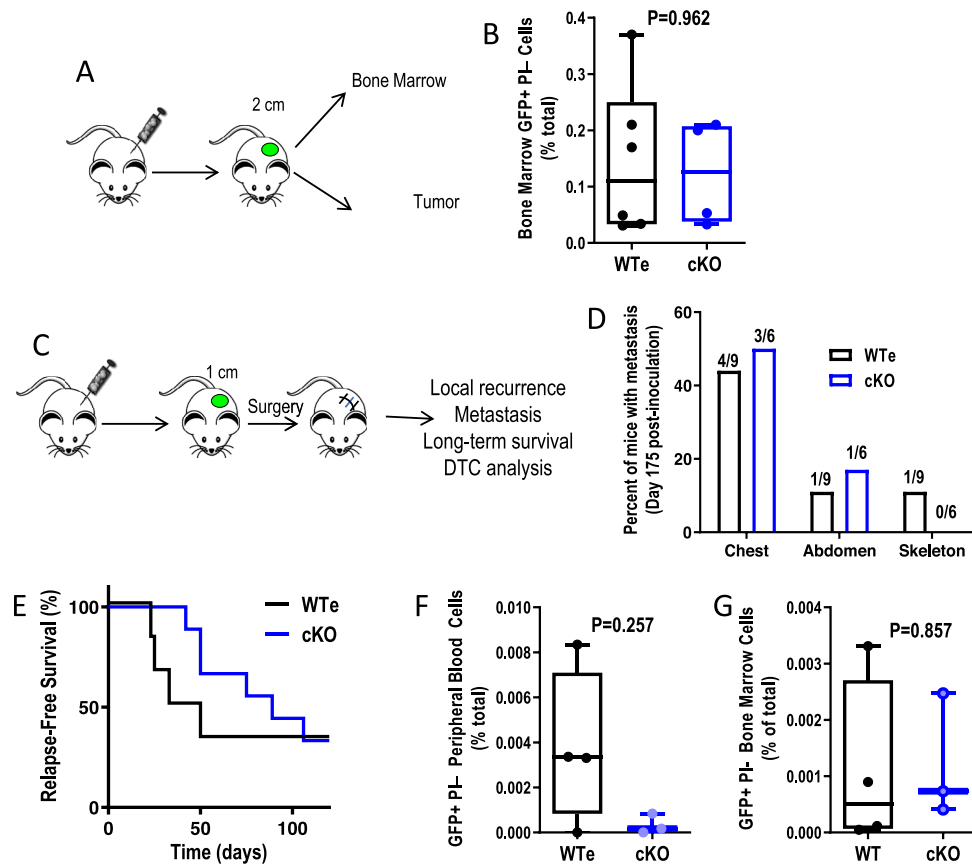 A
2 cm
Bone Marrow
Tumor
B
P=0.962
Bone Marrow GFP+ PI– Cells
(% total)
0.4
0.3
0.2
0.1
0.0
WTe
cKO
C
1 cm
Surgery
Local recurrence
Metastasis
Long-term survival
DTC analysis
D
Percent of mice with metastasis
(Day 175 post-inoculation)
60
40
20
0
4/9
3/6
1/9
1/6
1/9
0/6
WTe
cKO
Chest
Abdomen
Skeleton
E
Relapse-Free Survival (%)
100
50
0
WTe
cKO
0
50
100
Time (days)
F
P=0.257
GFP+ PI– Peripheral Blood Cells
(% total)
0.010
0.008
0.006
0.004
0.002
0.000
WTe
cKO
G
P=0.857
GFP+ PI- Bone Marrow Cells
(% of total)
0.004
0.003
0.002
0.001
0.000
WT
cKO